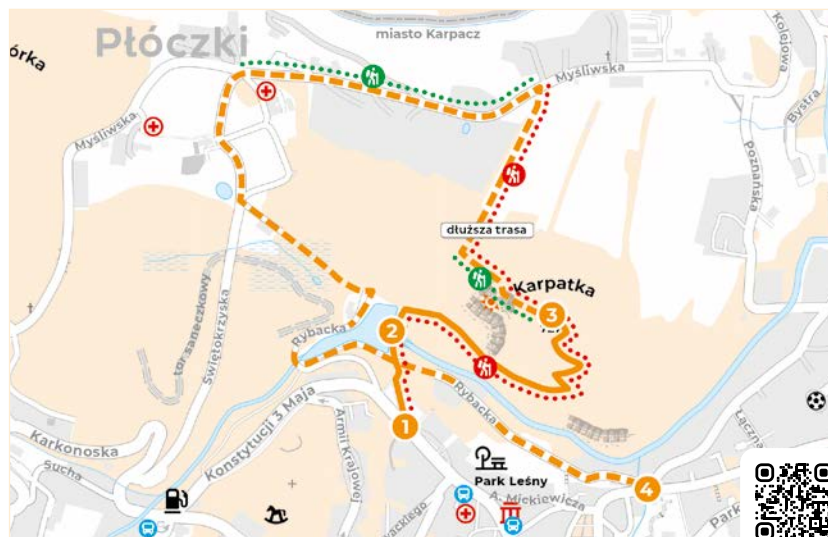 Płóczki
órka
miasto Karpacz
Myśliwska
Kolejowa
Bystra
Myśliwska
Poznańska
dłuższa trasa
Karpatka
3
tor saneczkowy
Świętokrzyska
Rybacka
2
Rybacka
1
Konstytucji 3 Maja
Armii Krajowej
Karkonoska
Sucha
Łączna
4
Park Leśny
A. Mickiewicza
Park